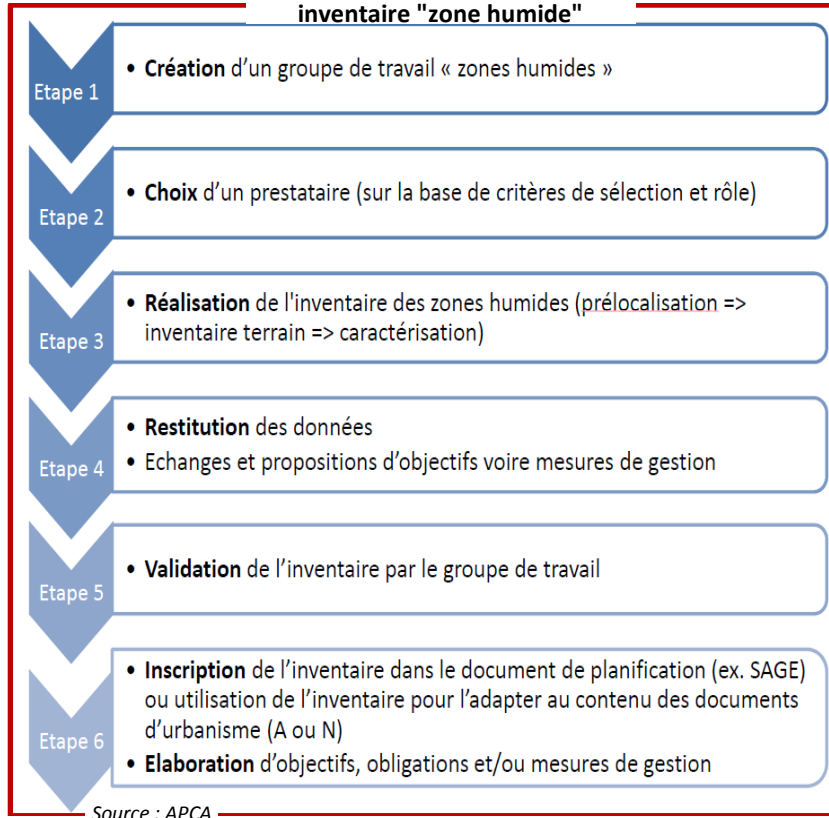 inventaire "zone humide"
Etape 1
• Création d’un groupe de travail « zones humides »
Etape 2
• Choix d’un prestataire (sur la base de critères de sélection et rôle)
Etape 3
• Réalisation de l'inventaire des zones humides (prélocalisation =>
inventaire terrain => caractérisation)
Etape 4
• Restitution des données
• Echanges et propositions d’objectifs voire mesures de gestion
Etape 5
• Validation de l’inventaire par le groupe de travail
Etape 6
• Inscription de l’inventaire dans le document de planification (ex. SAGE)
ou utilisation de l’inventaire pour l’adapter au contenu des documents
d’urbanisme (A ou N)
• Elaboration d’objectifs, obligations et/ou mesures de gestion
Source : APCA